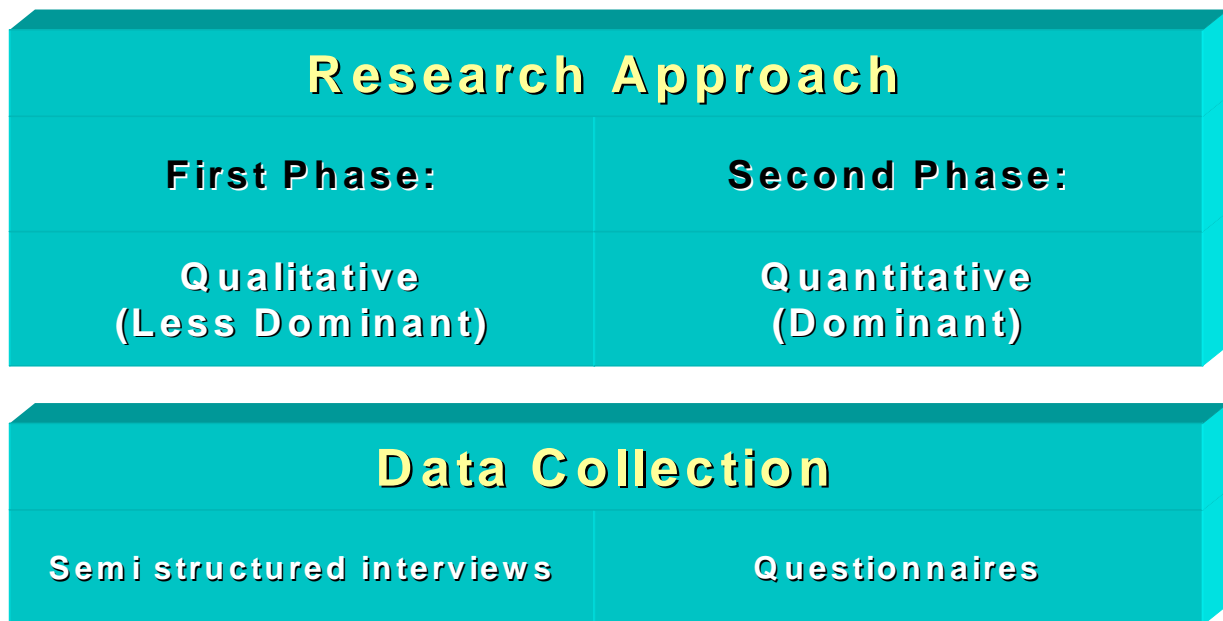 Research Approach
First Phase:
Second Phase:
Qualitative
(Less Dominant)
Quantitative
(Dominant)
Data Collection
Semi structured interviews
Questionnaires